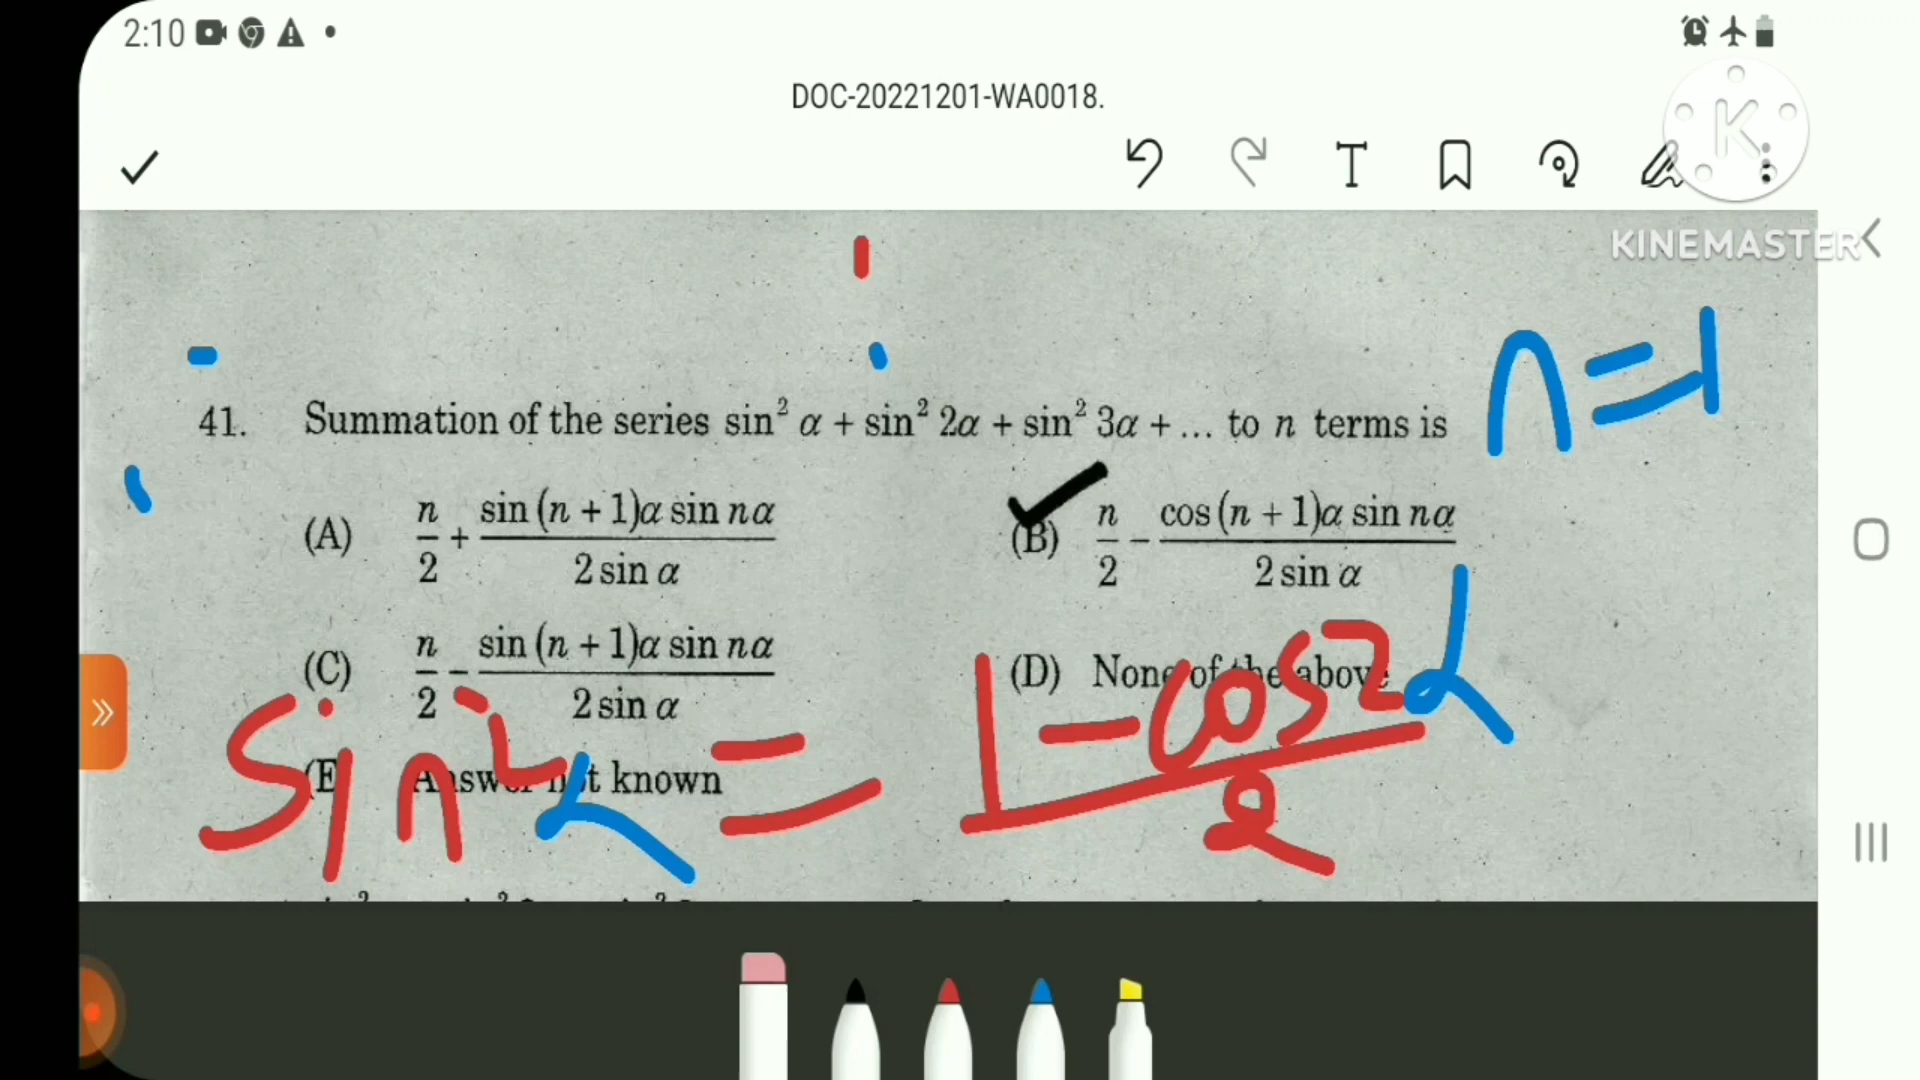 2:10
DOC-20221201-WA0018.
K
KINEMASTER
n=1
41. Summation of the series sin² α + sin² 2α + sin² 3α + ... to n terms is
(A) n/2 + sin (n + 1)α sin nα / 2 sin α
(B) n/2 − cos (n + 1)α sin nα / 2 sin α
(C) n/2 − sin (n + 1)α sin nα / 2 sin α
(D) None of the above
(E) Answer not known
sin²α = 1 − cos2α / 2